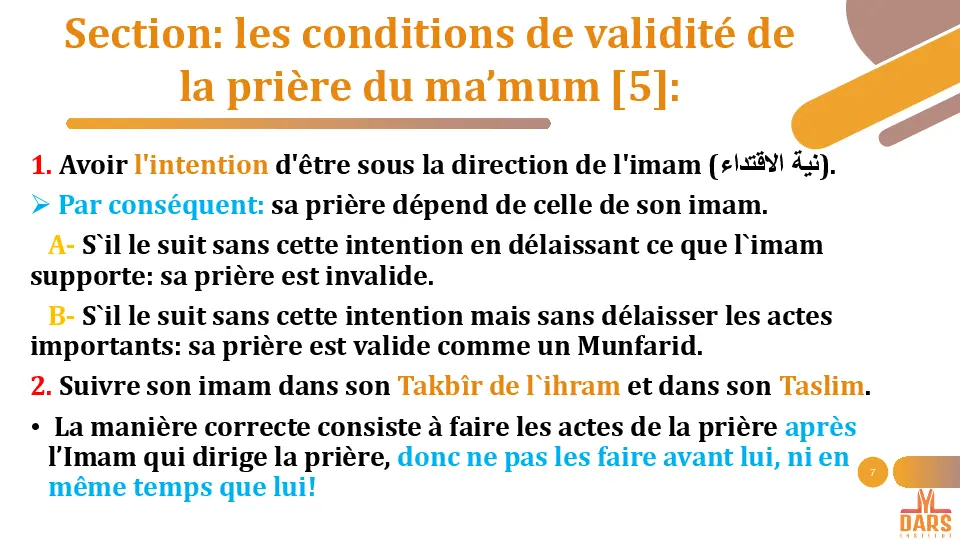 Section: les conditions de validité de
la prière du ma’mum [5]:
1. Avoir l'intention d'être sous la direction de l'imam (نية الاقتداء).
➢ Par conséquent: sa prière dépend de celle de son imam.
A- S`il le suit sans cette intention en délaissant ce que l`imam
supporte: sa prière est invalide.
B- S`il le suit sans cette intention mais sans délaisser les actes
importants: sa prière est valide comme un Munfarid.
2. Suivre son imam dans son Takbîr de l`ihram et dans son Taslim.
• La manière correcte consiste à faire les actes de la prière après
l’Imam qui dirige la prière, donc ne pas les faire avant lui, ni en
même temps que lui!
7
DARS
INSTITUT